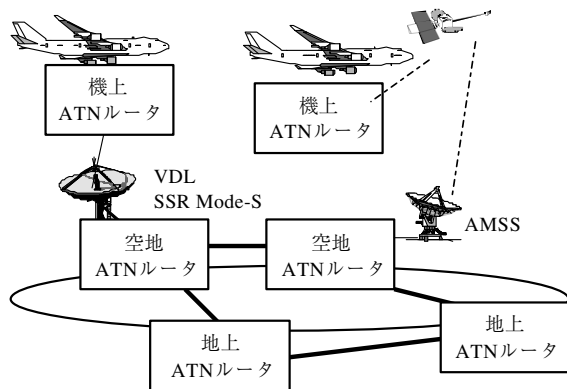 機上
ATNルータ
機上
ATNルータ
VDL
SSR Mode-S
AMSS
空地
ATNルータ
空地
ATNルータ
地上
ATNルータ
地上
ATNルータ